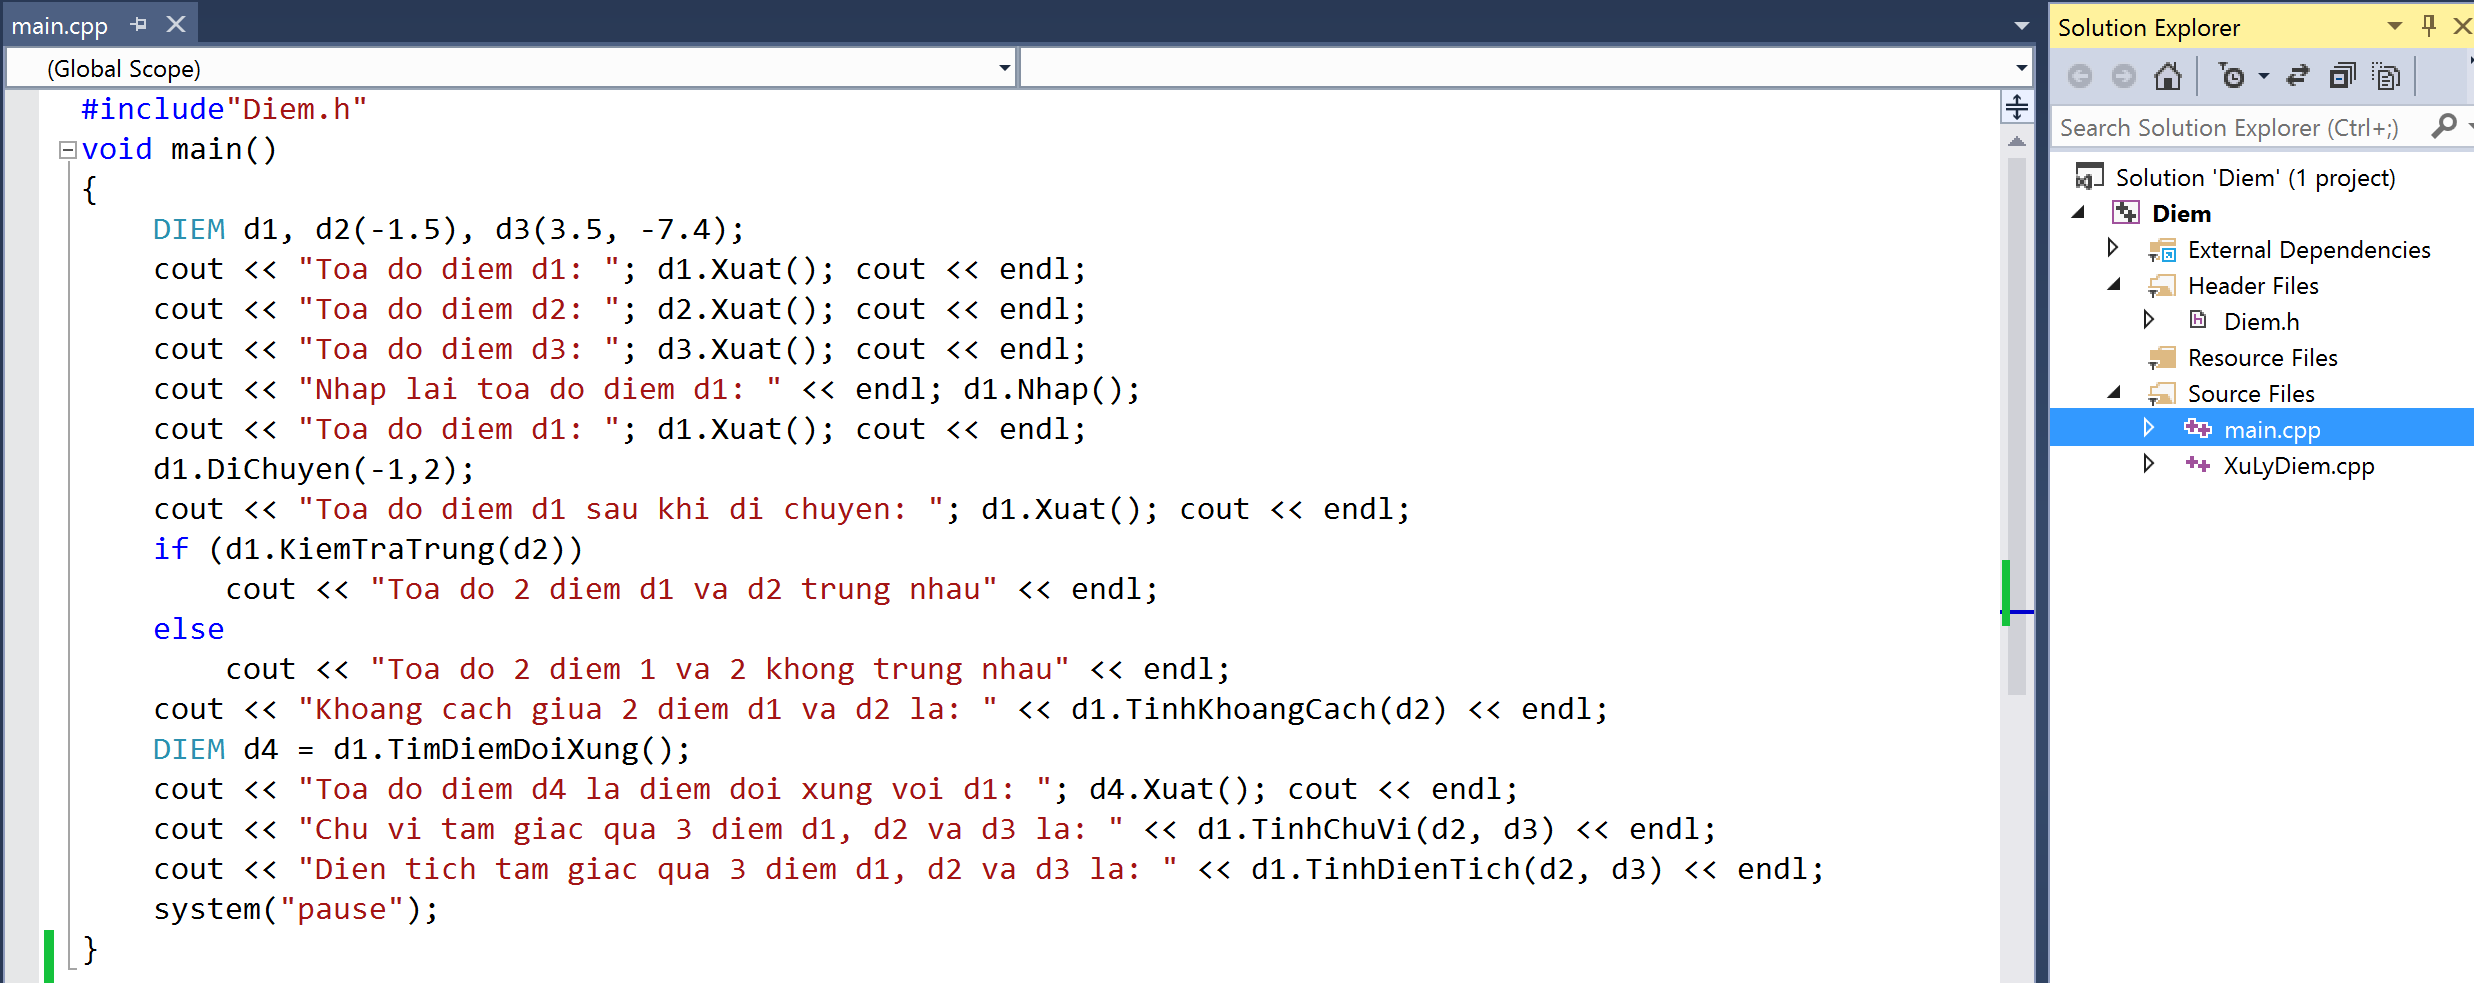 main.cpp
(Global Scope)
#include"Diem.h"
void main()
{
DIEM d1, d2(-1.5), d3(3.5, -7.4);
cout << "Toa do diem d1: "; d1.Xuat(); cout << endl;
cout << "Toa do diem d2: "; d2.Xuat(); cout << endl;
cout << "Toa do diem d3: "; d3.Xuat(); cout << endl;
cout << "Nhap lai toa do diem d1: " << endl; d1.Nhap();
cout << "Toa do diem d1: "; d1.Xuat(); cout << endl;
d1.DiChuyen(-1,2);
cout << "Toa do diem d1 sau khi di chuyen: "; d1.Xuat(); cout << endl;
if (d1.KiemTraTrung(d2))
cout << "Toa do 2 diem d1 va d2 trung nhau" << endl;
else
cout << "Toa do 2 diem 1 va 2 khong trung nhau" << endl;
cout << "Khoang cach giua 2 diem d1 va d2 la: " << d1.TinhKhoangCach(d2) << endl;
DIEM d4 = d1.TimDiemDoiXung();
cout << "Toa do diem d4 la diem doi xung voi d1: "; d4.Xuat(); cout << endl;
cout << "Chu vi tam giac qua 3 diem d1, d2 va d3 la: " << d1.TinhChuVi(d2, d3) << endl;
cout << "Dien tich tam giac qua 3 diem d1, d2 va d3 la: " << d1.TinhDienTich(d2, d3) << endl;
system("pause");
}
Solution Explorer
Search Solution Explorer (Ctrl+;)
Solution 'Diem' (1 project)
Diem
External Dependencies
Header Files
Diem.h
Resource Files
Source Files
main.cpp
XuLyDiem.cpp